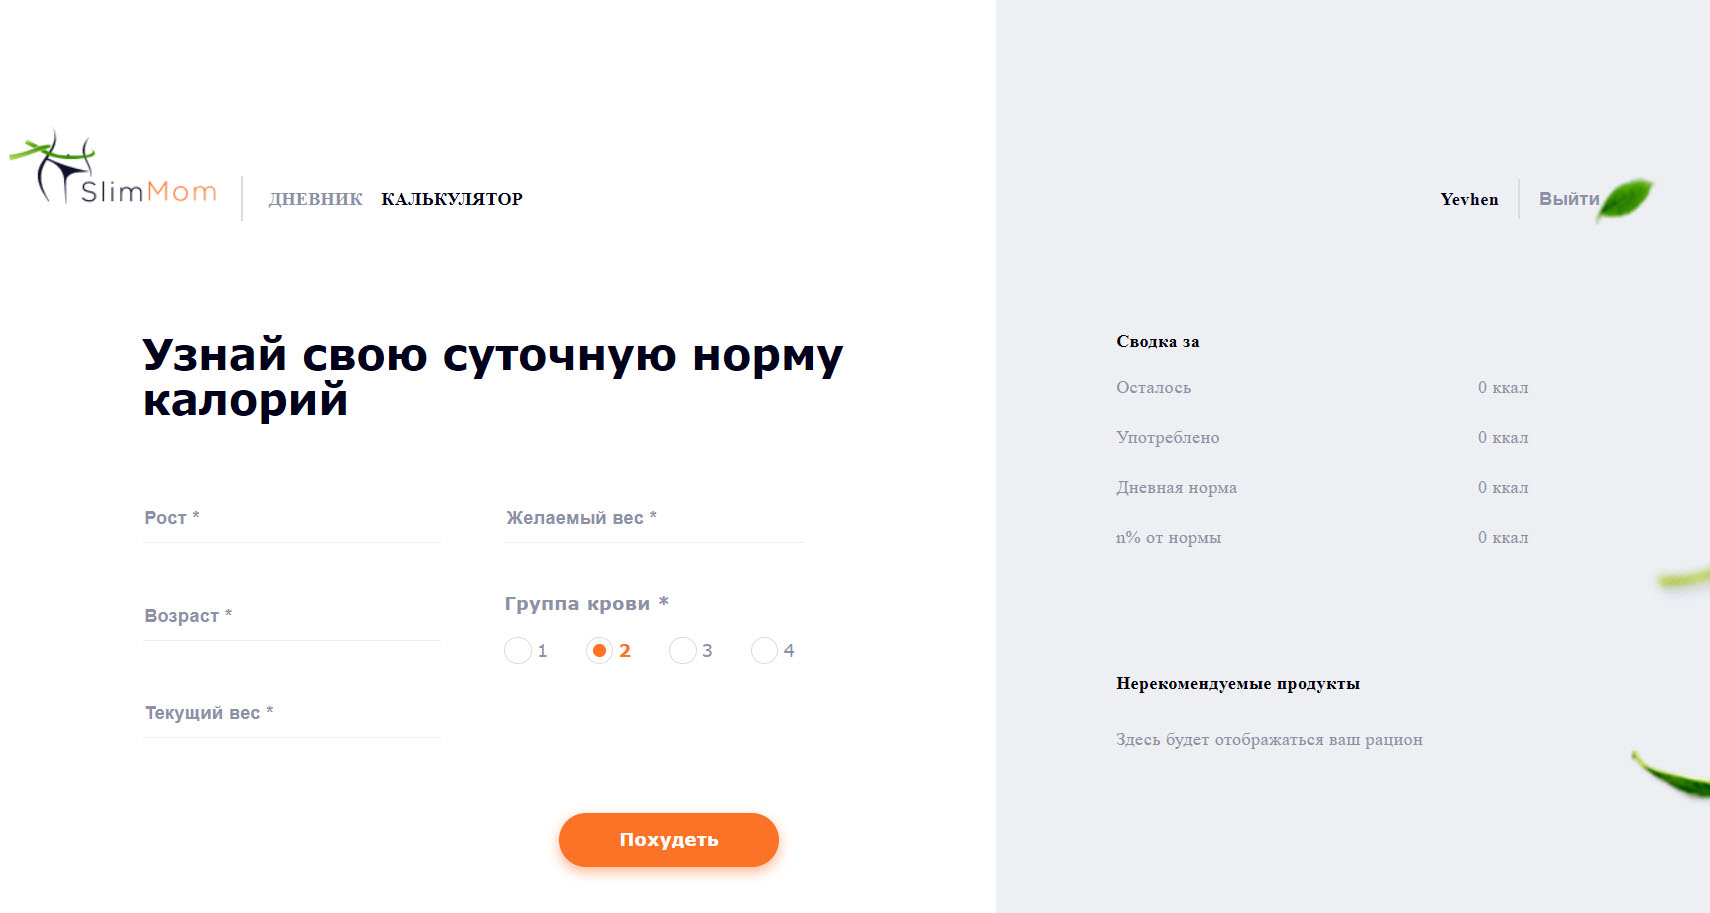 SlimMom
ДНЕВНИК КАЛЬКУЛЯТОР
Yevhen
Выйти
Узнай свою суточную норму
калорий
Рост *
Желаемый вес *
Возраст *
Группа крови *
1 2 3 4
Текущий вес *
Похудеть
Сводка за
Осталось 0 ккал
Употреблено 0 ккал
Дневная норма 0 ккал
n% от нормы 0 ккал
Нерекомендуемые продукты
Здесь будет отображаться ваш рацион